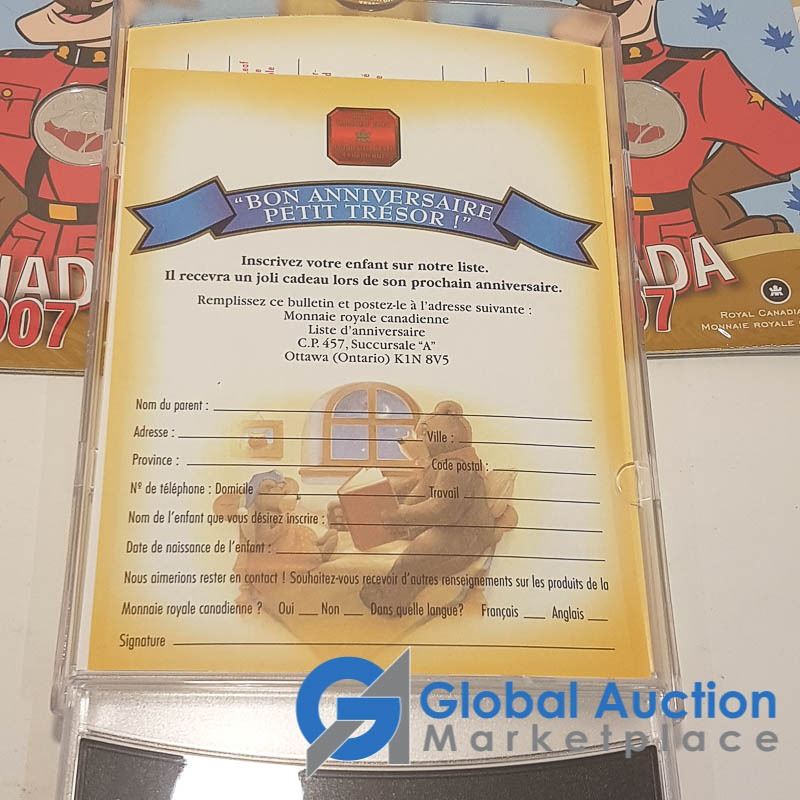 "BON ANNIVERSAIRE
PETIT TRÉSOR !"
Inscrivez votre enfant sur notre liste.
Il recevra un joli cadeau lors de son prochain anniversaire.
Remplissez ce bulletin et postez-le à l'adresse suivante :
Monnaie royale canadienne
Liste d'anniversaire
C.P. 457, Succursale "A"
Ottawa (Ontario) K1N 8V5
Nom du parent :
Adresse : Ville :
Province : Code postal :
Nº de téléphone : Domicile Travail
Nom de l'enfant que vous désirez inscrire :
Date de naissance de l'enfant :
Nous aimerions rester en contact ! Souhaitez-vous recevoir d'autres renseignements sur les produits de la
Monnaie royale canadienne ? Oui Non Dans quelle langue? Français Anglais
Signature
NADA
007
ADA
07
ROYAL CANADIA
MONNAIE ROYALE
Global Auction
Marketplace